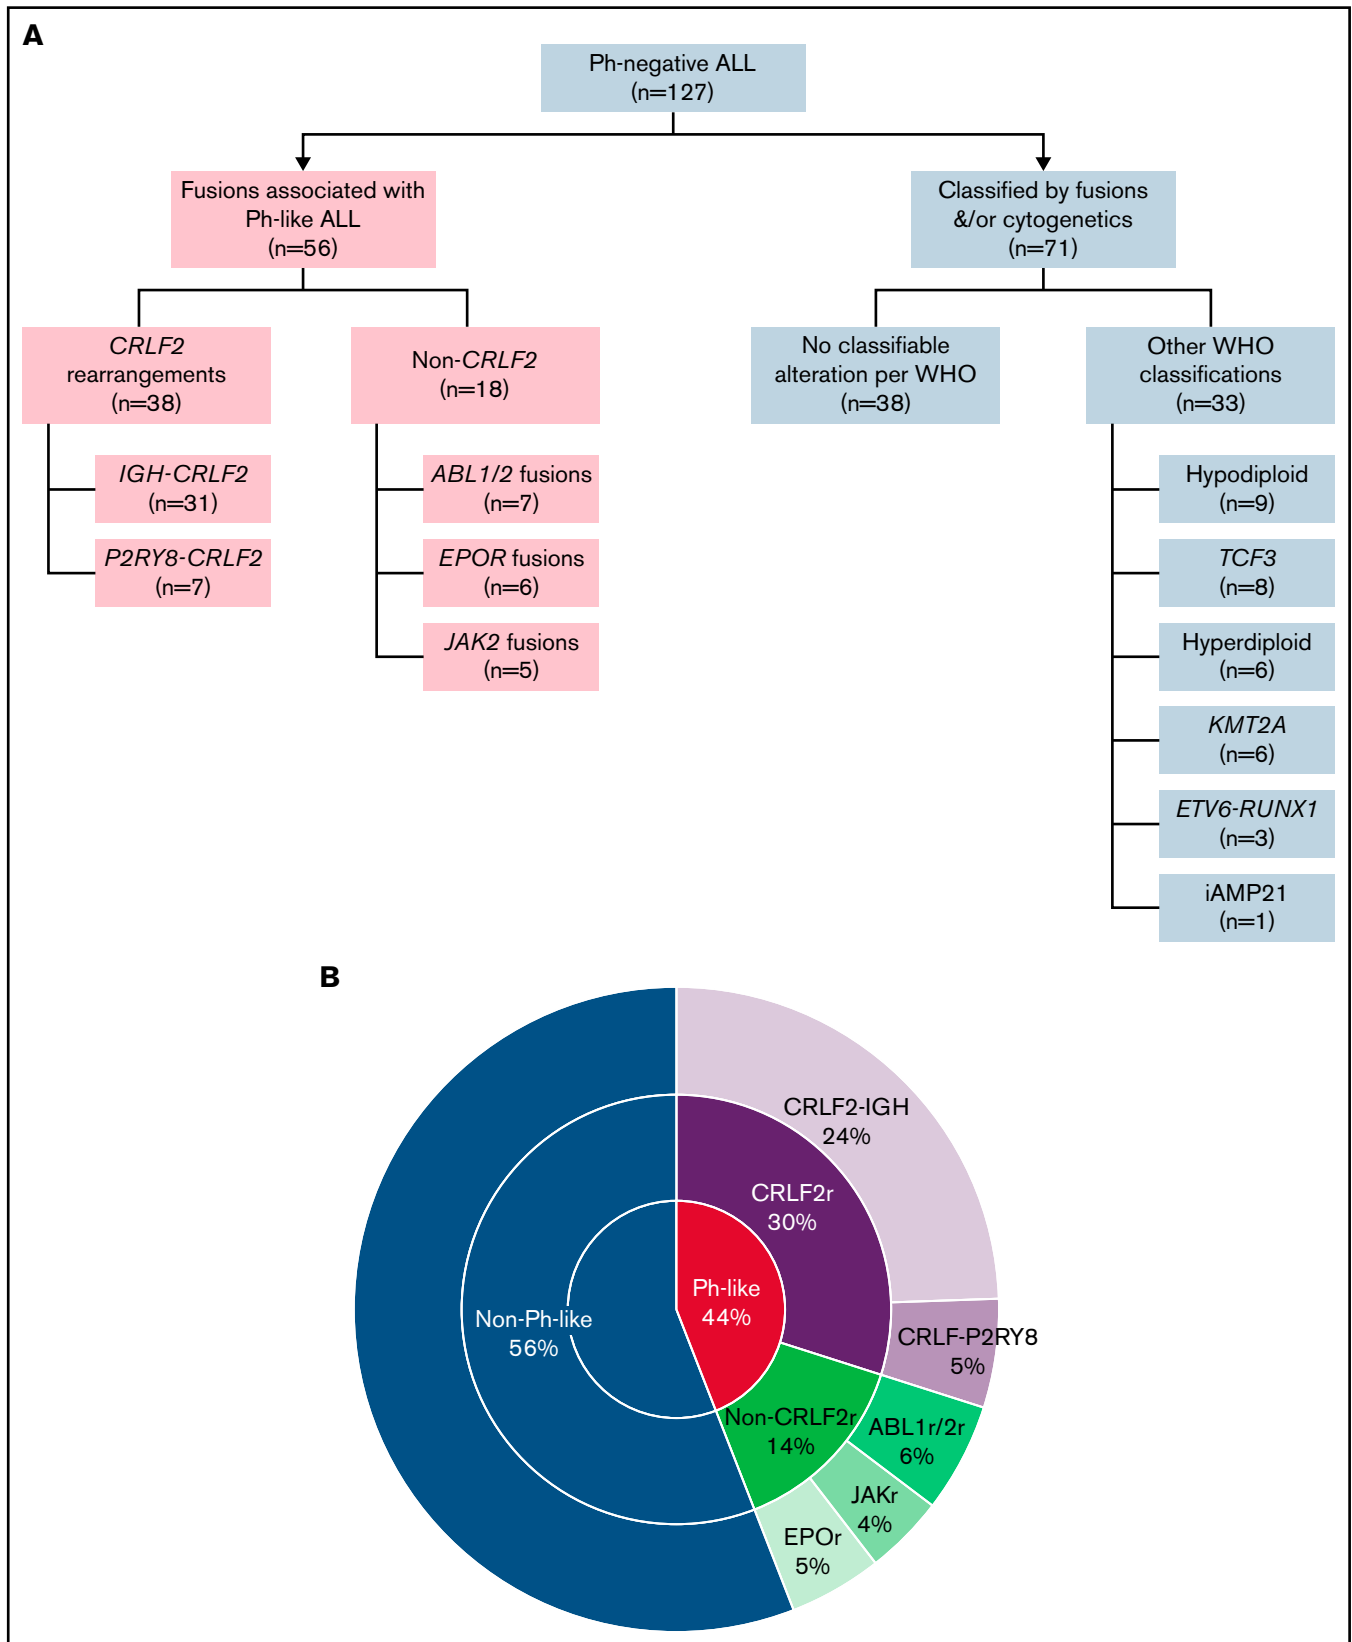 A
Ph-negative ALL
(n=127)
Fusions associated with
Ph-like ALL
(n=56)
Classified by fusions
&/or cytogenetics
(n=71)
CRLF2
rearrangements
(n=38)
Non-CRLF2
(n=18)
No classifiable
alteration per WHO
(n=38)
Other WHO
classifications
(n=33)
IGH-CRLF2
(n=31)
P2RY8-CRLF2
(n=7)
ABL1/2 fusions
(n=7)
EPOR fusions
(n=6)
JAK2 fusions
(n=5)
Hypodiploid
(n=9)
TCF3
(n=8)
Hyperdiploid
(n=6)
KMT2A
(n=6)
ETV6-RUNX1
(n=3)
iAMP21
(n=1)
B
CRLF2-IGH
24%
CRLF2r
30%
Ph-like
44%
Non-Ph-like
56%
CRLF-P2RY8
5%
Non-CRLF2r
14%
ABL1r/2r
6%
JAKr
4%
EPOr
5%